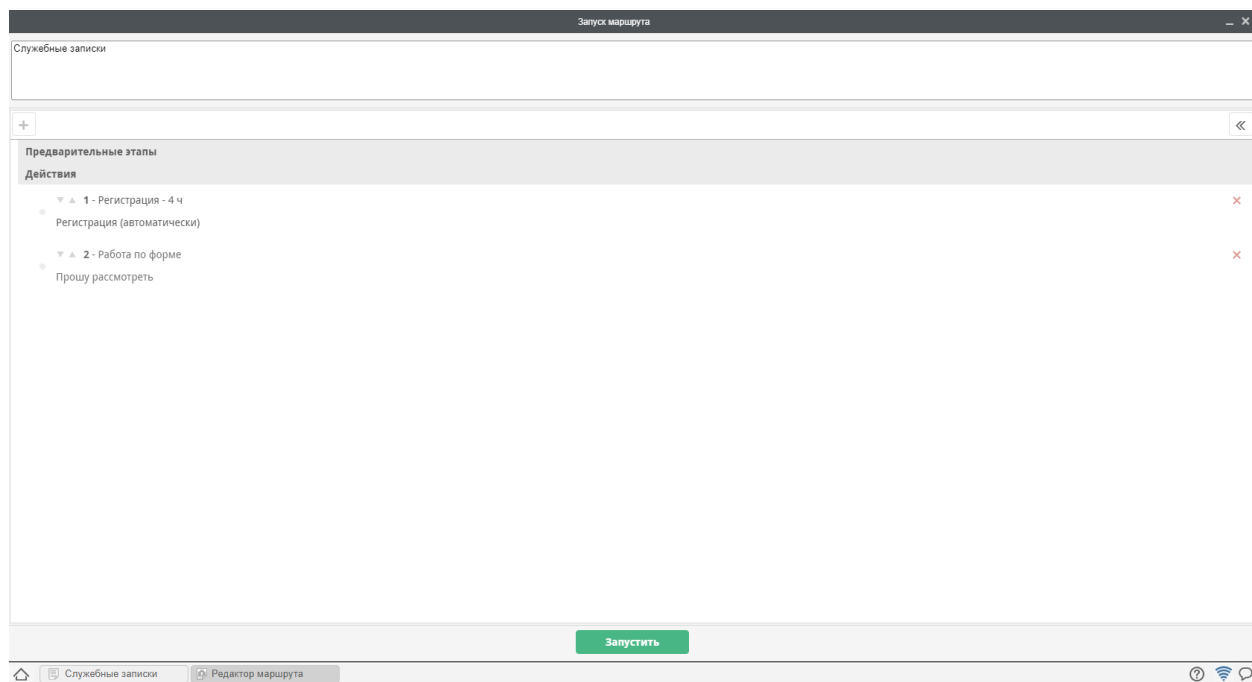 Запуск маршрута
Служебные записки
Предварительные этапы
Действия
1 - Регистрация - 4 ч
Регистрация (автоматически)
2 - Работа по форме
Прошу рассмотреть
Запустить
Служебные записки
Редактор маршрута